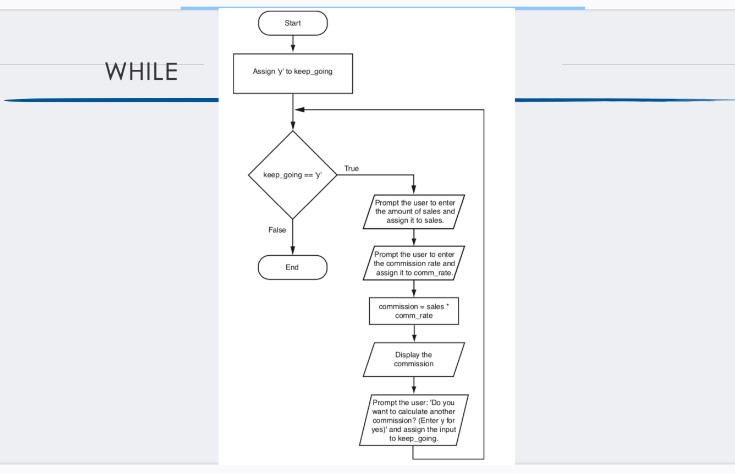 WHILE
Start
Assign 'y' to keep_going
keep_going == 'y'
True
False
End
Prompt the user to enter
the amount of sales and
assign it to sales.
Prompt the user to enter
the commission rate and
assign it to comm_rate.
commission = sales *
comm_rate
Display the
commission
Prompt the user: 'Do you
want to calculate another
commission? (Enter y for
yes)' and assign the input
to keep_going.